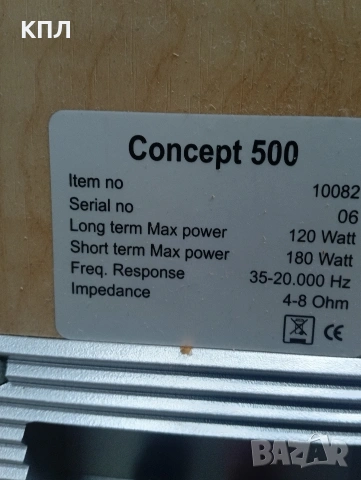 КПЛ
Concept 500
Item no 10082
Serial no 06
Long term Max power 120 Watt
Short term Max power 180 Watt
Freq. Response 35-20.000 Hz
Impedance 4-8 Ohm
CE
BAZAR